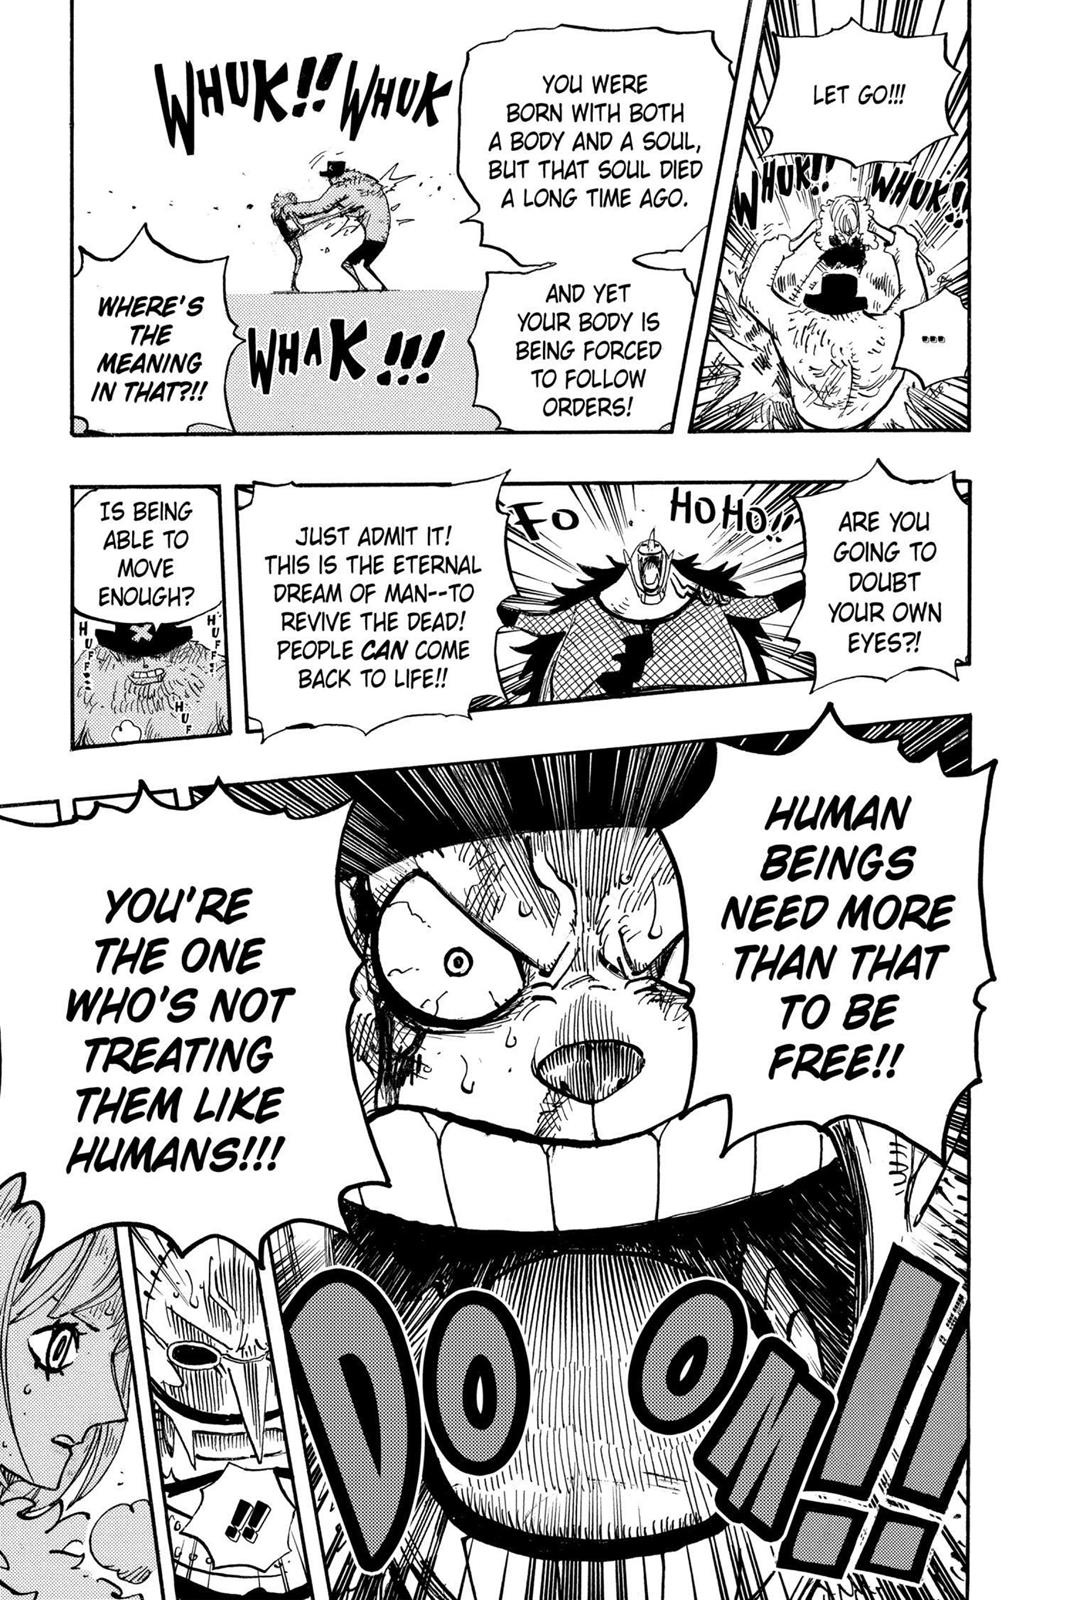 LET GO!!!
WHUK!!
WHUK!!
...
YOU WERE
BORN WITH BOTH
A BODY AND A SOUL,
BUT THAT SOUL DIED
A LONG TIME AGO.
AND YET
YOUR BODY IS
BEING FORCED
TO FOLLOW
ORDERS!
WHUK!! WHUK
WHAK!!!
WHERE'S
THE
MEANING
IN THAT?!!
ARE YOU
GOING TO
DOUBT
YOUR OWN
EYES?!
FO
HOHO!!
JUST ADMIT IT!
THIS IS THE ETERNAL
DREAM OF MAN--TO
REVIVE THE DEAD!
PEOPLE CAN COME
BACK TO LIFE!!
IS BEING
ABLE TO
MOVE
ENOUGH?
HUFF...
HUFF
HUF
HUMAN
BEINGS
NEED MORE
THAN THAT
TO BE
FREE!!
YOU'RE
THE ONE
WHO'S NOT
TREATING
THEM LIKE
HUMANS!!!
DOOM!!
!!